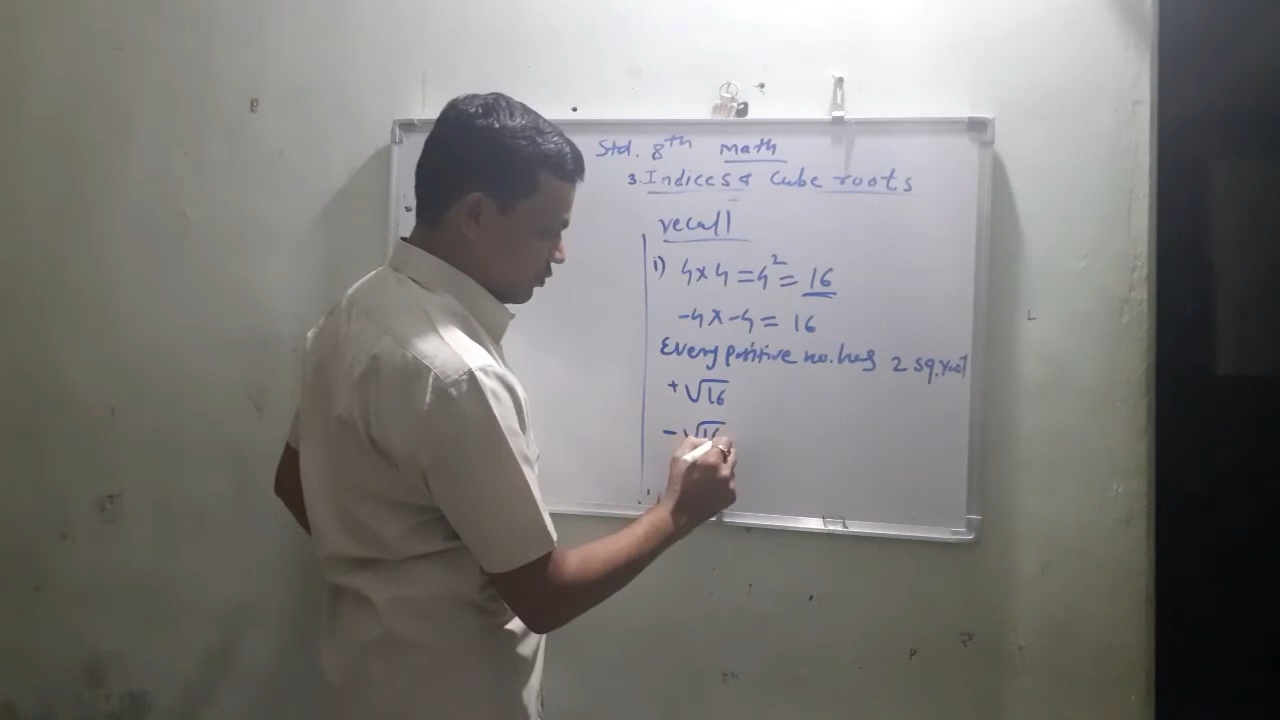 Std. 8th Math
3. Indices & Cube roots
recall
i) 4×4 = 4² = 16
-4×-4 = 16
Every positive no. has 2 sq. root
+√16
-√16